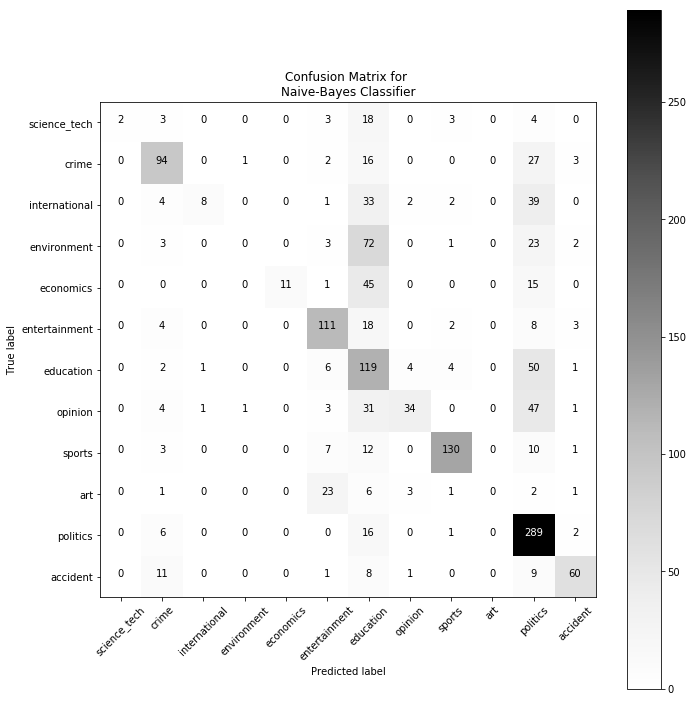 Confusion Matrix for
Naive-Bayes Classifier
True label
science_tech 2 3 0 0 0 3 18 0 3 0 4 0
crime 0 94 0 1 0 2 16 0 0 0 27 3
international 0 4 8 0 0 1 33 2 2 0 39 0
environment 0 3 0 0 0 3 72 0 1 0 23 2
economics 0 0 0 0 11 1 45 0 0 0 15 0
entertainment 0 4 0 0 0 111 18 0 2 0 8 3
education 0 2 1 0 0 6 119 4 4 0 50 1
opinion 0 4 1 1 0 3 31 34 0 0 47 1
sports 0 3 0 0 0 7 12 0 130 0 10 1
art 0 1 0 0 0 23 6 3 1 0 2 1
politics 0 6 0 0 0 0 16 0 1 0 289 2
accident 0 11 0 0 0 1 8 1 0 0 9 60
science_tech crime international environment economics entertainment education opinion sports art politics accident
Predicted label
250
200
150
100
50
0